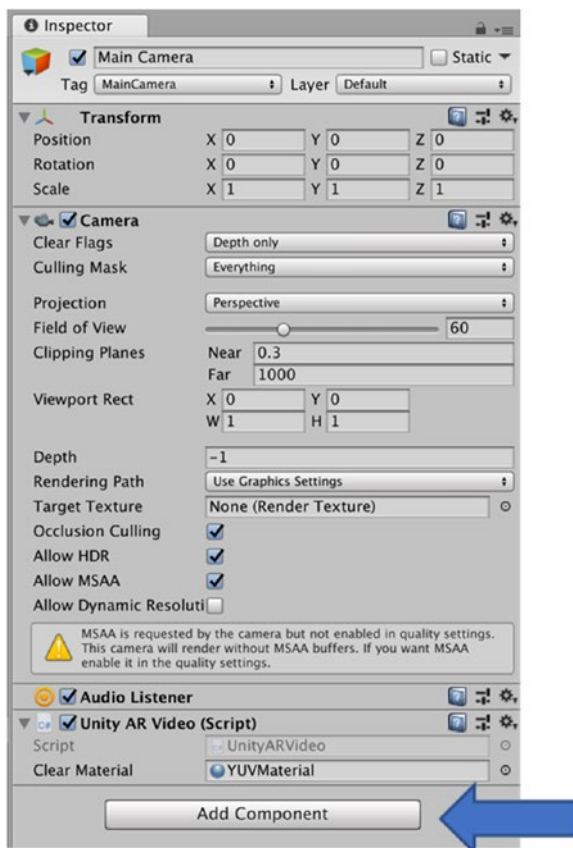 Inspector
Main Camera Static
Tag MainCamera Layer Default
Transform
Position X 0 Y 0 Z 0
Rotation X 0 Y 0 Z 0
Scale X 1 Y 1 Z 1
Camera
Clear Flags Depth only
Culling Mask Everything
Projection Perspective
Field of View 60
Clipping Planes Near 0.3
Far 1000
Viewport Rect X 0 Y 0
W 1 H 1
Depth -1
Rendering Path Use Graphics Settings
Target Texture None (Render Texture)
Occlusion Culling
Allow HDR
Allow MSAA
Allow Dynamic Resoluti
MSAA is requested by the camera but not enabled in quality settings.
This camera will render without MSAA buffers. If you want MSAA
enable it in the quality settings.
Audio Listener
C# Unity AR Video (Script)
Script UnityARVideo
Clear Material YUVMaterial
Add Component